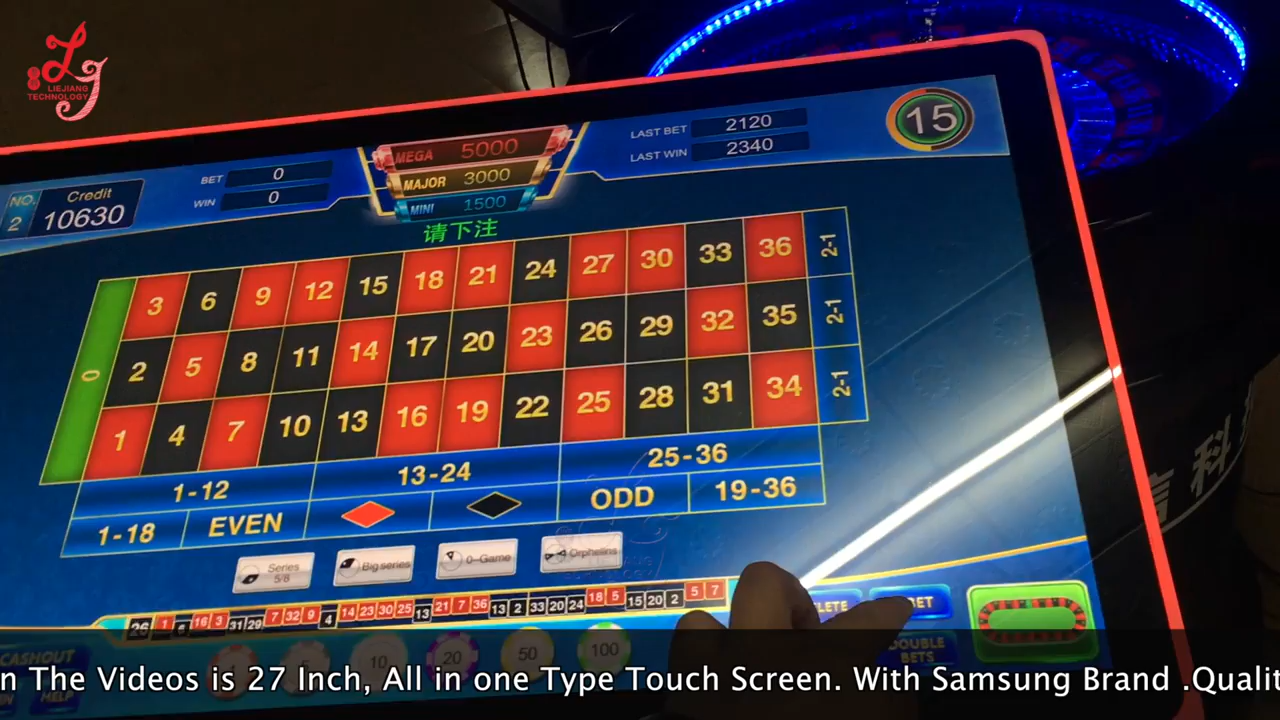 LIEJIANG
TECHNOLOGY
NO. 2
Credit
10630
BET 0
WIN 0
MEGA 5000
MAJOR 3000
MINI 1500
LAST BET 2120
LAST WIN 2340
15
请下注
3 6 9 12 15 18 21 24 27 30 33 36 2-1
0 2 5 8 11 14 17 20 23 26 29 32 35 2-1
1 4 7 10 13 16 19 22 25 28 31 34 2-1
1-12 13-24 25-36
1-18 EVEN ODD 19-36
Series 5/8
Big series
0-Game
Orphelins
26 1 6 16 3 31 29 7 32 9 4 14 23 30 25 13 21 7 36 13 2 33 20 24 18 5 15 20 2 5 7
CASHOUT
HELP
10 20 50 100
DOUBLE
BETS
科
n The Videos is 27 Inch, All in one Type Touch Screen. With Samsung Brand .Qualit